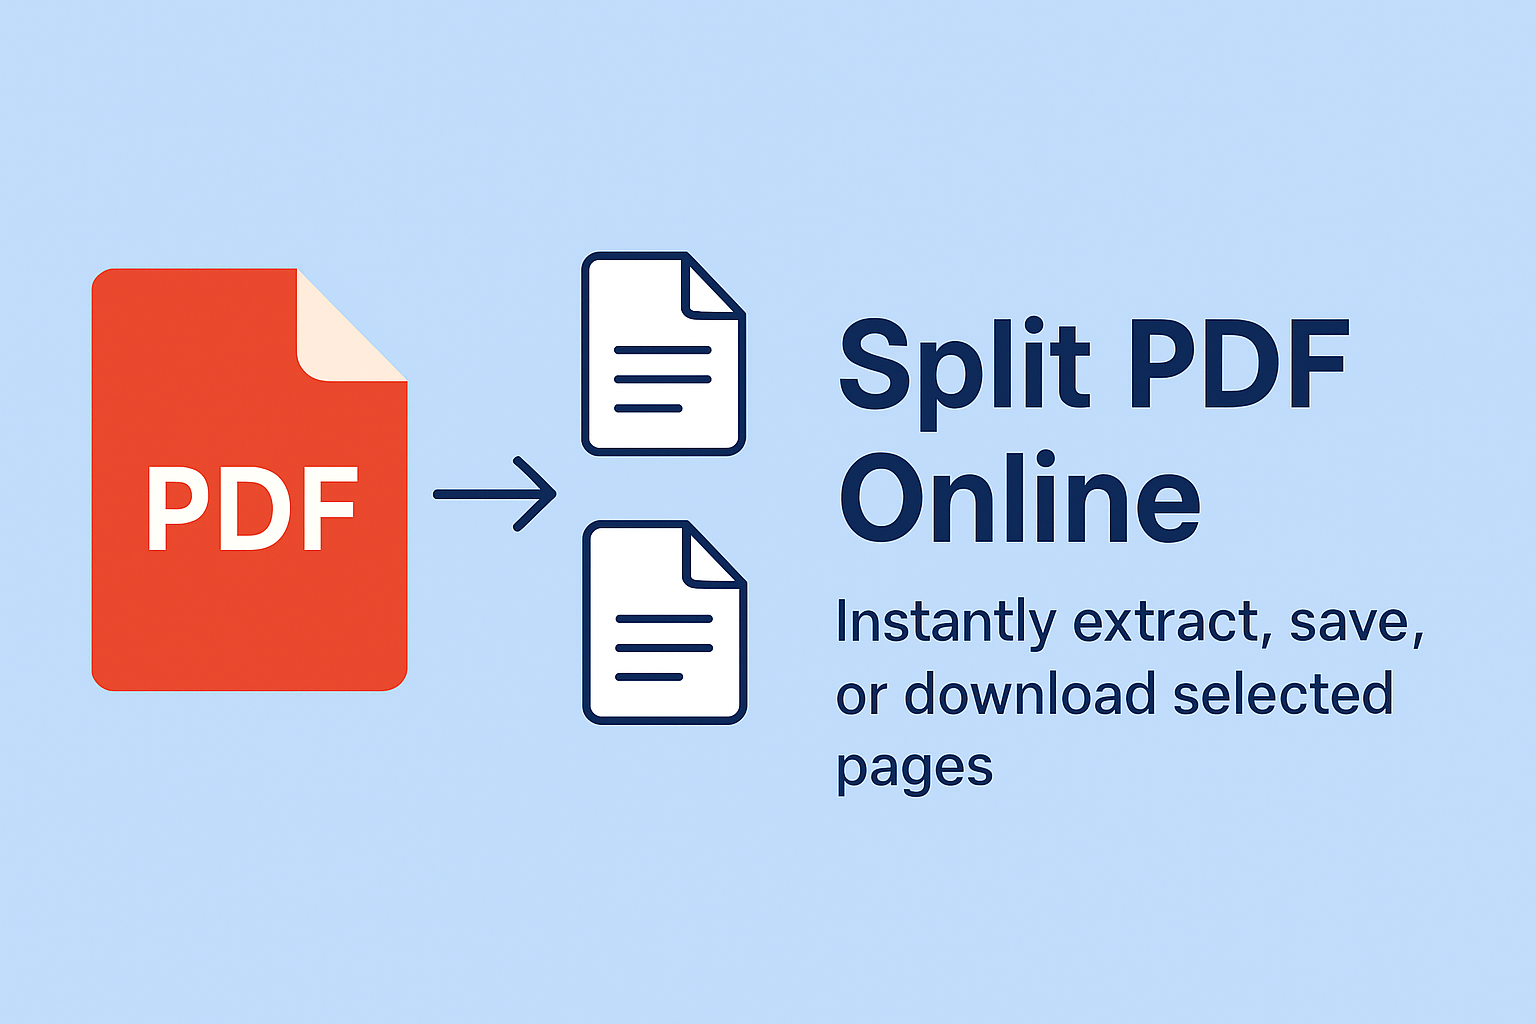 PDF
Split PDF
Online
Instantly extract, save,
or download selected
pages